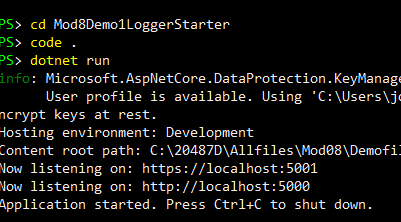 PS> cd Mod8Demo1LoggerStarter
PS> code .
PS> dotnet run
info: Microsoft.AspNetCore.DataProtection.KeyManage
User profile is available. Using 'C:\Users\jo
ncrypt keys at rest.
Hosting environment: Development
Content root path: C:\20487D\Allfiles\Mod08\Demofil
Now listening on: https://localhost:5001
Now listening on: http://localhost:5000
Application started. Press Ctrl+C to shut down.